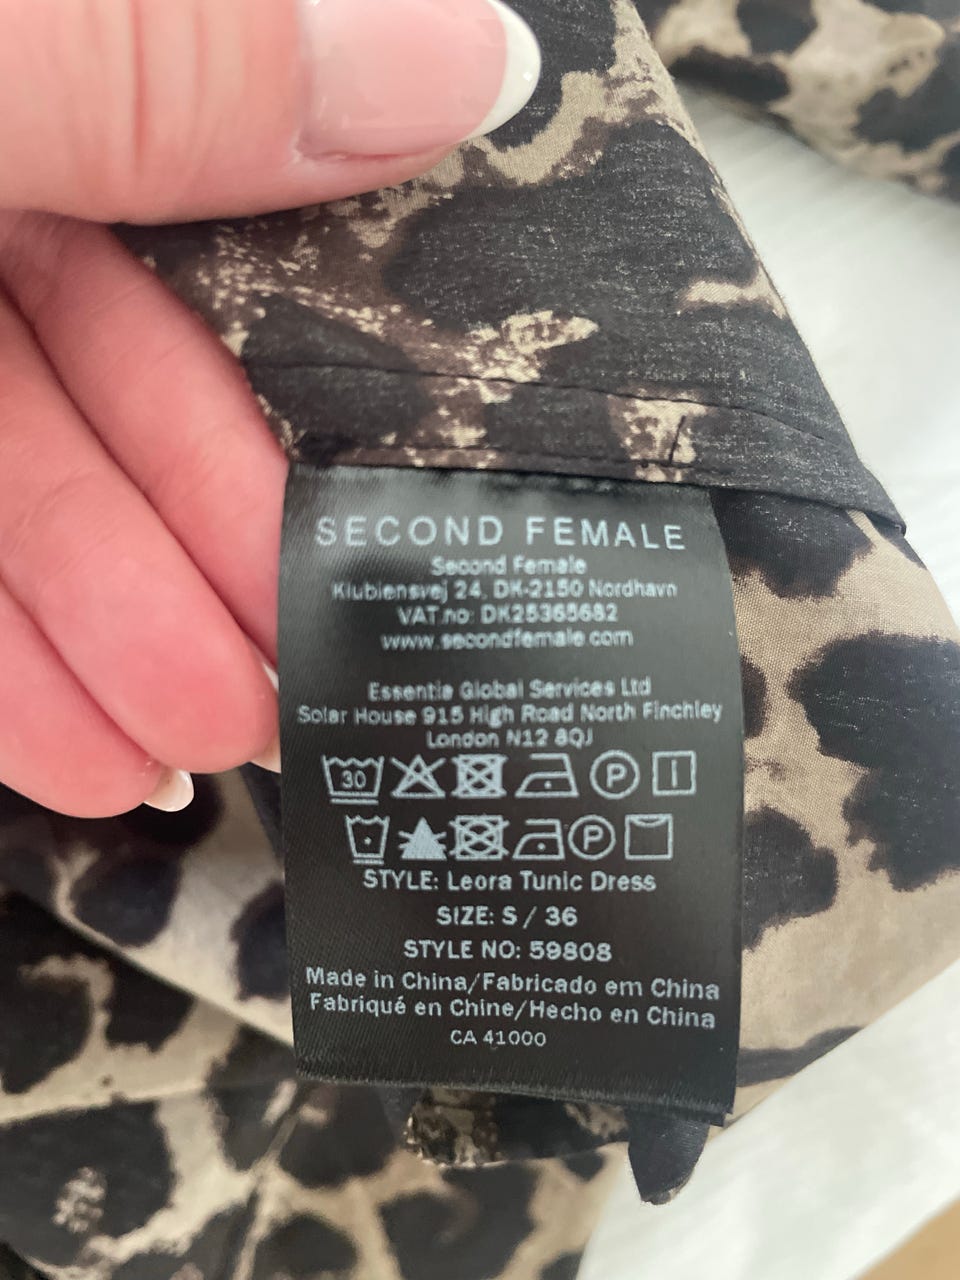 SECOND FEMALE
Second Female
Klubiensvej 24, DK-2150 Nordhavn
VAT.no: DK25365682
www.secondfemale.com
Essentia Global Services Ltd
Solar House 915 High Road North Finchley
London N12 8QJ
30 P
P
STYLE: Leora Tunic Dress
SIZE: S / 36
STYLE NO: 59808
Made in China/Fabricado em China
Fabriqué en Chine/Hecho en China
CA 41000